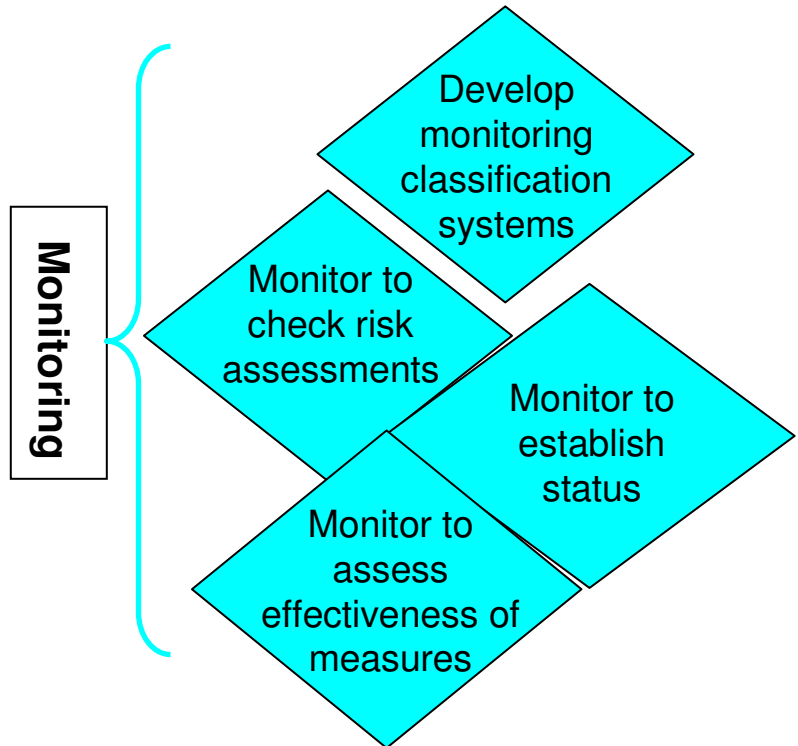 Monitoring
Develop
monitoring
classification
systems
Monitor to
check risk
assessments
Monitor to
establish
status
Monitor to
assess
effectiveness of
measures